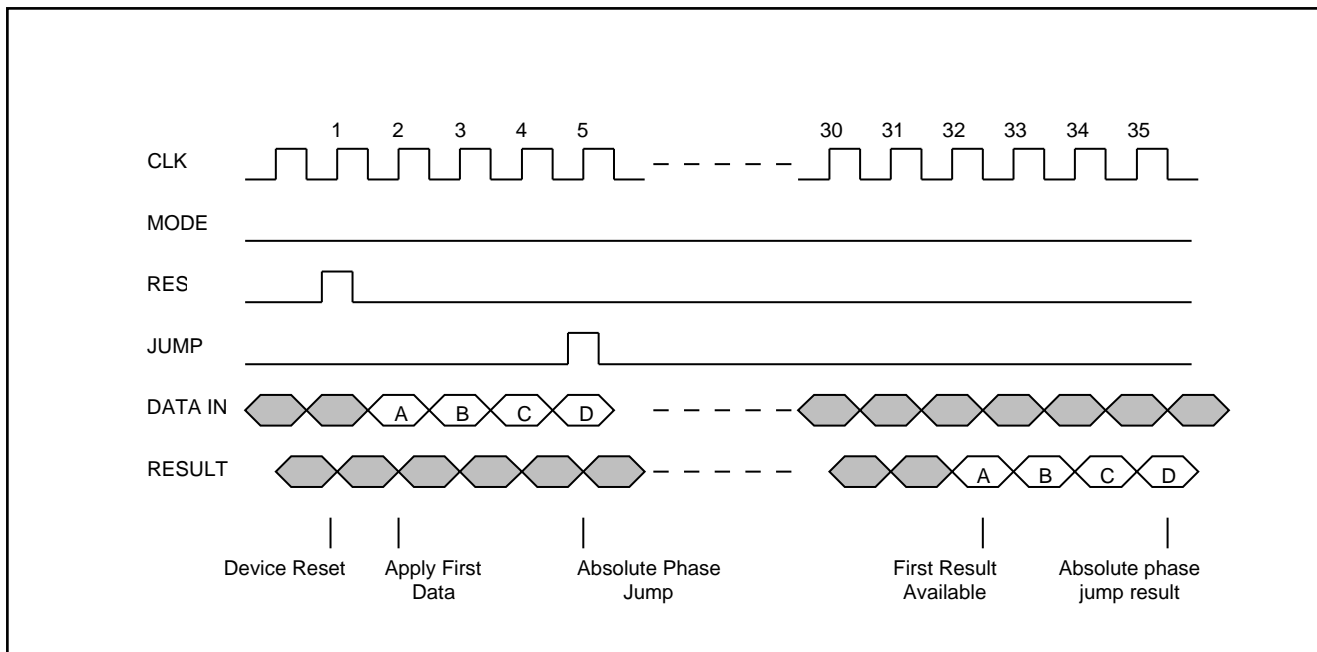 1 2 3 4 5 30 31 32 33 34 35
CLK
MODE
RES
JUMP
DATA IN A B C D
RESULT A B C D
Device Reset
Apply First
Data
Absolute Phase
Jump
First Result
Available
Absolute phase
jump result